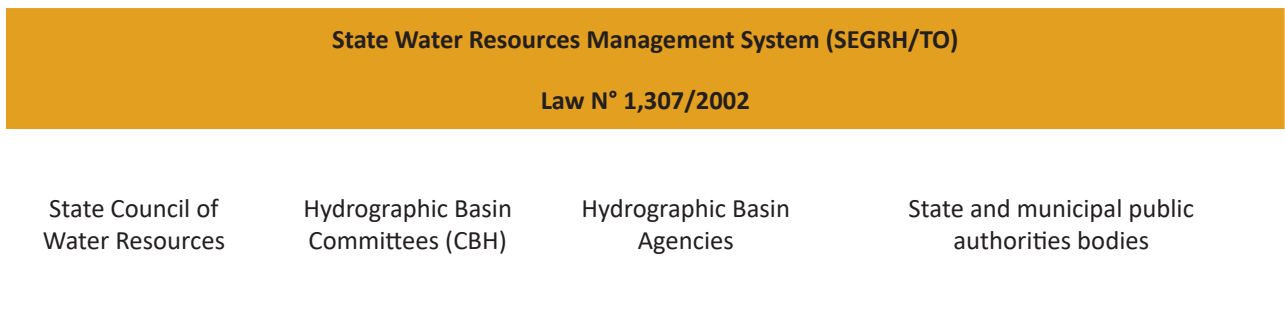 State Water Resources Management System (SEGRH/TO)
Law N° 1,307/2002
State Council of
Water Resources
Hydrographic Basin
Committees (CBH)
Hydrographic Basin
Agencies
State and municipal public
authorities bodies